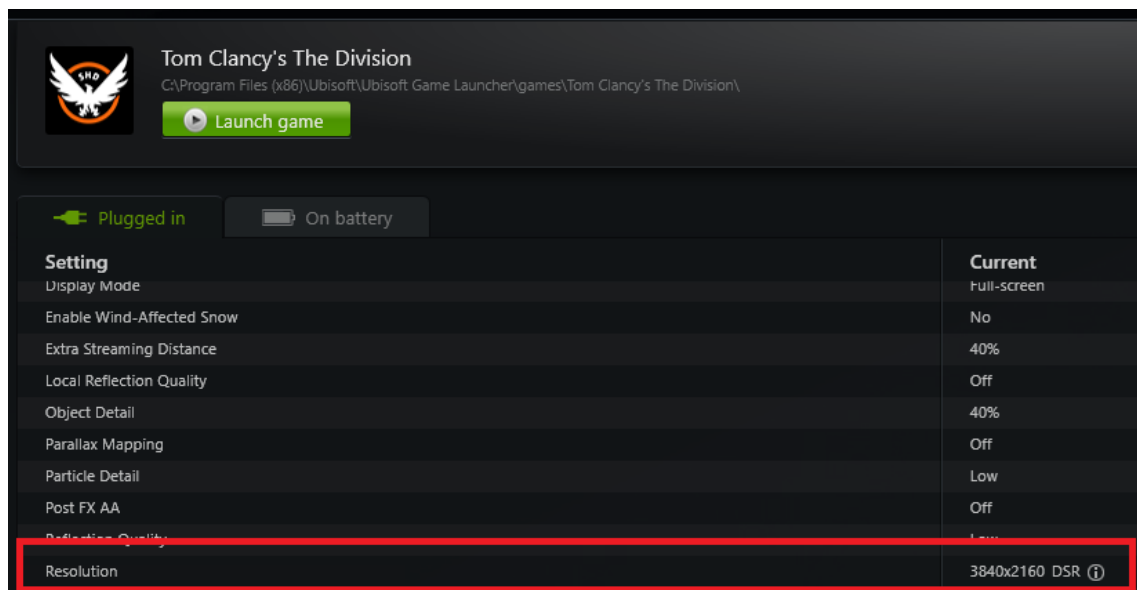 SHD
Tom Clancy's The Division
C:\Program Files (x86)\Ubisoft\Ubisoft Game Launcher\games\Tom Clancy's The Division\
Launch game
Plugged in
On battery
Setting Current
Display Mode Full-screen
Enable Wind-Affected Snow No
Extra Streaming Distance 40%
Local Reflection Quality Off
Object Detail 40%
Parallax Mapping Off
Particle Detail Low
Post FX AA Off
Reflection Quality Low
Resolution 3840x2160 DSR